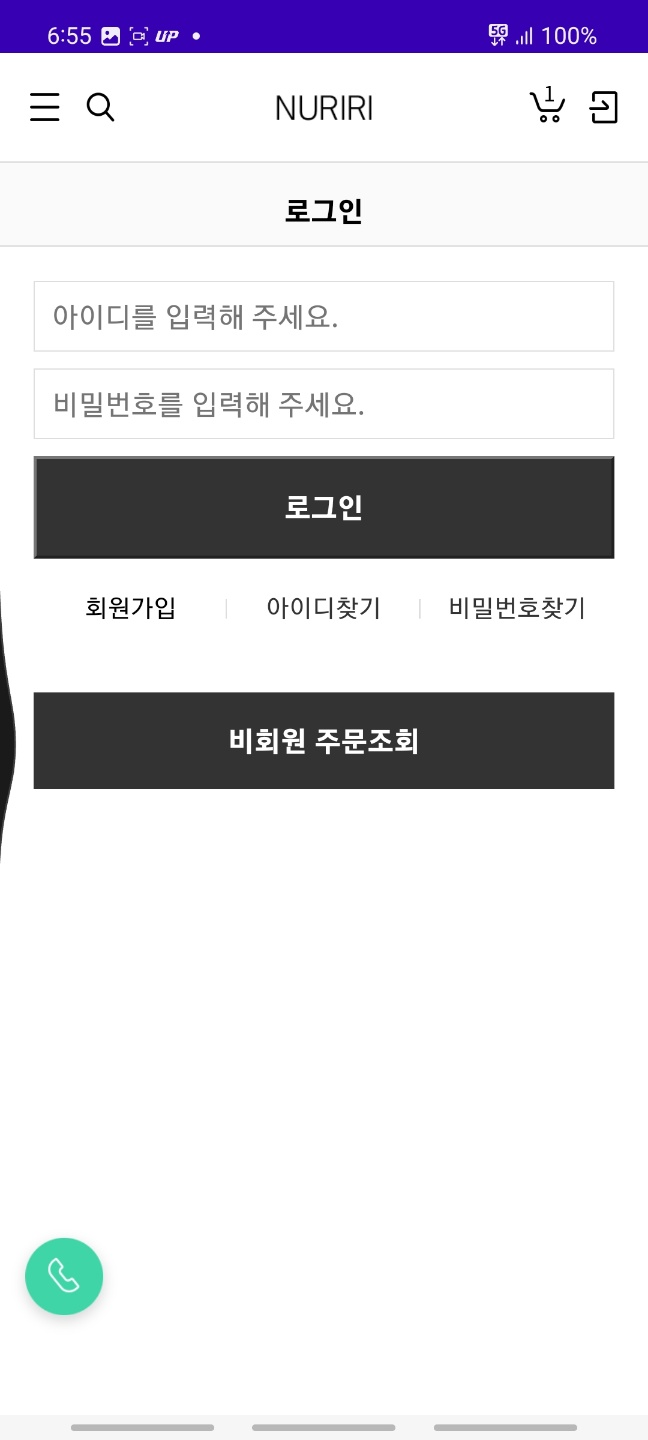 6:55 UP 5G 100%
NURIRI 1
로그인
아이디를 입력해 주세요.
비밀번호를 입력해 주세요.
로그인
회원가입 아이디찾기 비밀번호찾기
비회원 주문조회